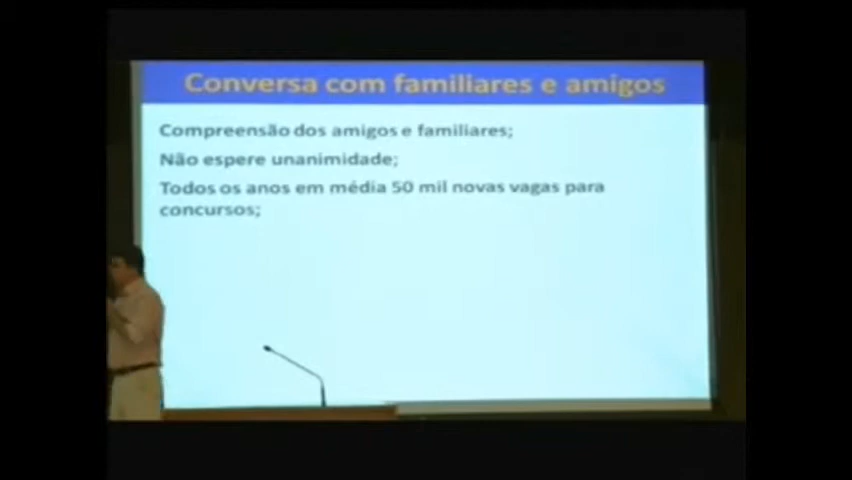 Conversa com familiares e amigos
Compreensão dos amigos e familiares;
Não espere unanimidade;
Todos os anos em média 50 mil novas vagas para
concursos;